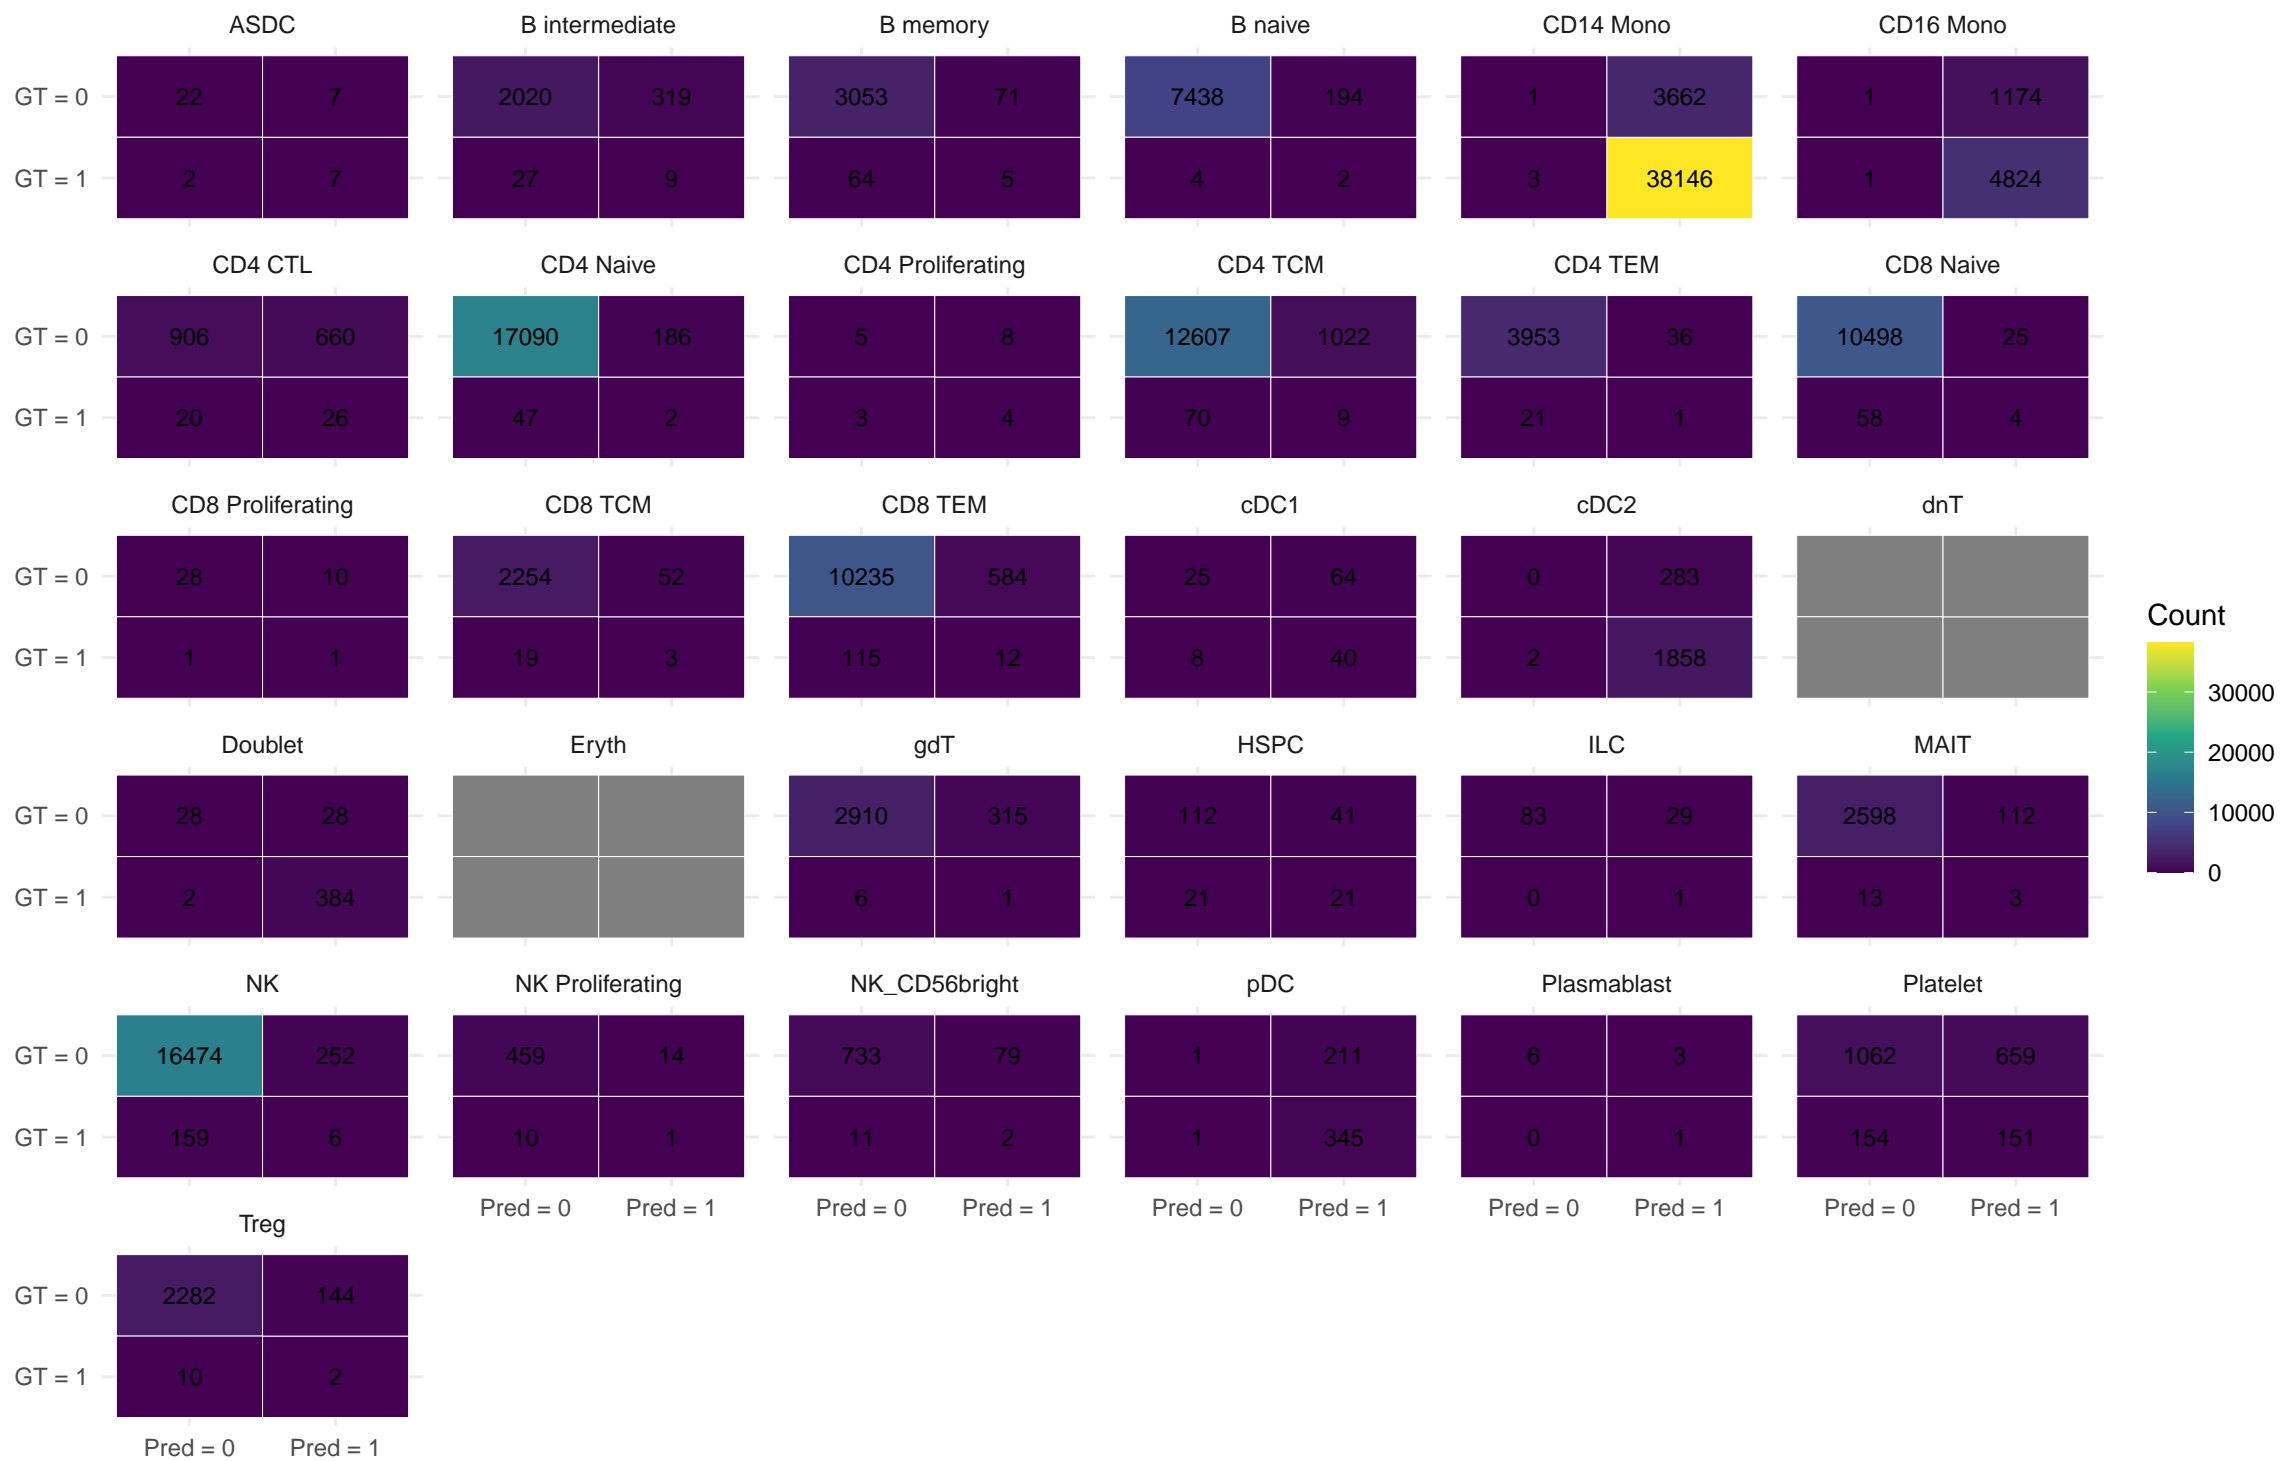 ASDC B intermediate B memory B naive CD14 Mono CD16 Mono
GT = 0 22 7 2020 319 3053 71 7438 194 1 3662 1 1174
GT = 1 2 7 27 9 64 5 4 2 3 38146 1 4824
CD4 CTL CD4 Naive CD4 Proliferating CD4 TCM CD4 TEM CD8 Naive
GT = 0 906 660 17090 186 5 8 12607 1022 3953 36 10498 25
GT = 1 20 26 47 2 3 4 70 9 21 1 58 4
CD8 Proliferating CD8 TCM CD8 TEM cDC1 cDC2 dnT
GT = 0 28 10 2254 52 10235 584 25 64 0 283
GT = 1 1 1 19 3 115 12 8 40 2 1858
Doublet Eryth gdT HSPC ILC MAIT
GT = 0 28 28 2910 315 112 41 83 29 2598 112
GT = 1 2 384 6 1 21 21 0 1 13 3
NK NK Proliferating NK_CD56bright pDC Plasmablast Platelet
GT = 0 16474 252 459 14 733 79 1 211 6 3 1062 659
GT = 1 159 6 10 1 11 2 1 345 0 1 154 151
Pred = 0 Pred = 1 Pred = 0 Pred = 1 Pred = 0 Pred = 1 Pred = 0 Pred = 1 Pred = 0 Pred = 1
Treg
GT = 0 2282 144
GT = 1 10 2
Pred = 0 Pred = 1
Count
30000
20000
10000
0